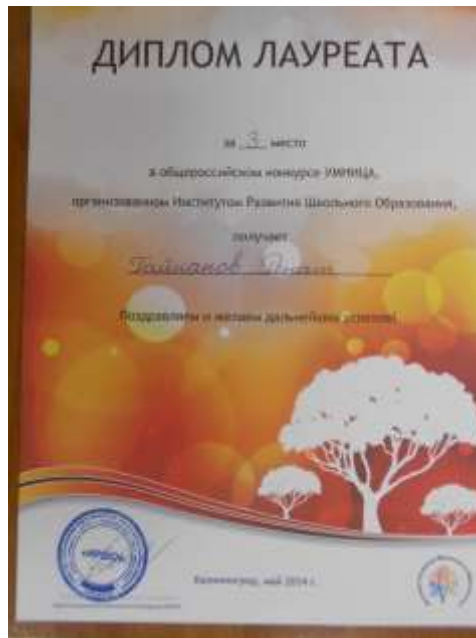 ДИПЛОМ ЛАУРЕАТА
за 3 место
в общероссийском конкурсе УМНИЦА,
организованном Институтом Развития Школьного Образования,
получает
Поздравляем и желаем дальнейших успехов!
Калининград, май 2014 г.